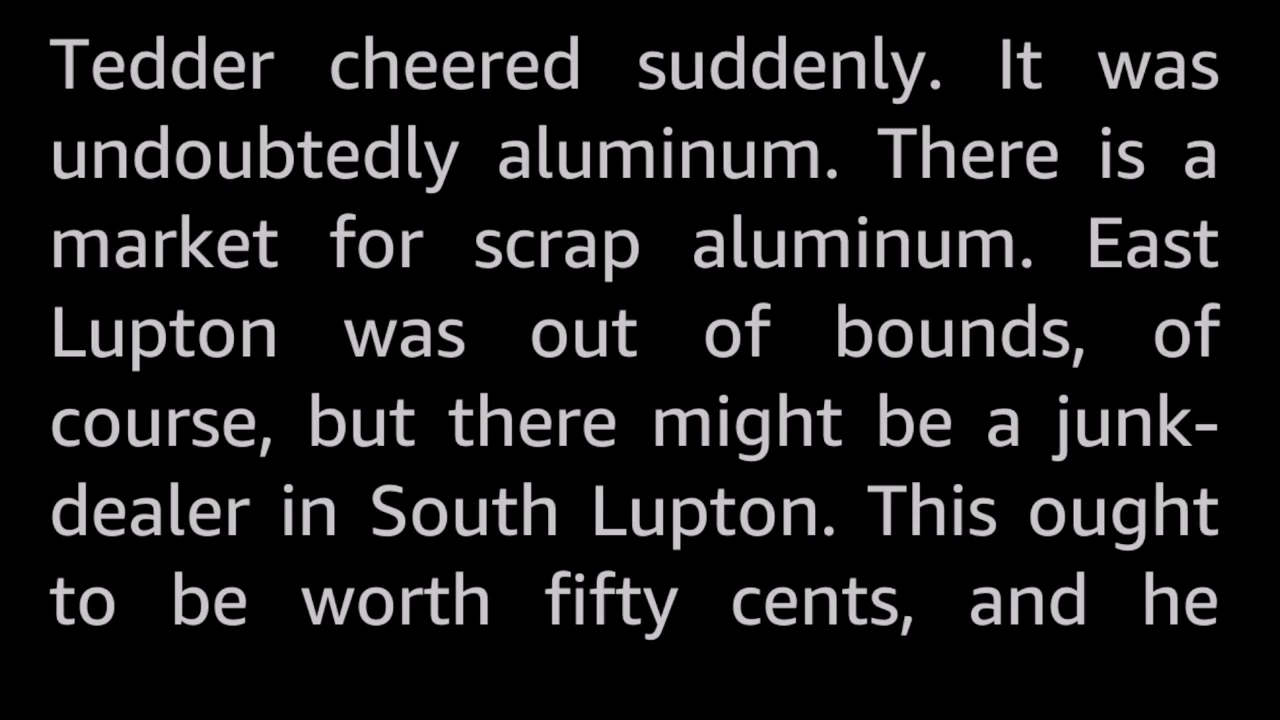 Tedder cheered suddenly. It was
undoubtedly aluminum. There is a
market for scrap aluminum. East
Lupton was out of bounds, of
course, but there might be a junk-
dealer in South Lupton. This ought
to be worth fifty cents, and he